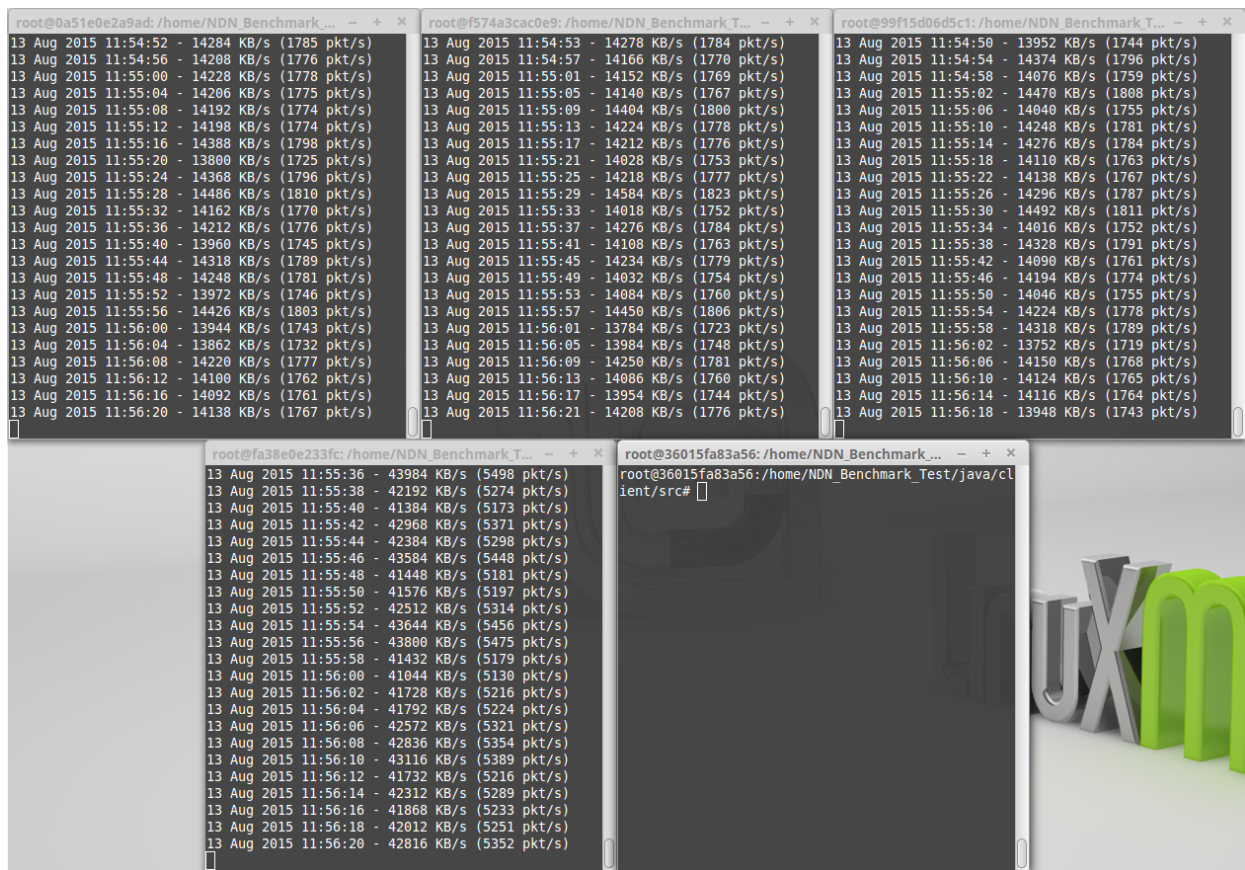 root@0a51e0e2a9ad: /home/NDN_Benchmark_...
13 Aug 2015 11:54:52 - 14284 KB/s (1785 pkt/s)
13 Aug 2015 11:54:56 - 14208 KB/s (1776 pkt/s)
13 Aug 2015 11:55:00 - 14228 KB/s (1778 pkt/s)
13 Aug 2015 11:55:04 - 14206 KB/s (1775 pkt/s)
13 Aug 2015 11:55:08 - 14192 KB/s (1774 pkt/s)
13 Aug 2015 11:55:12 - 14198 KB/s (1774 pkt/s)
13 Aug 2015 11:55:16 - 14388 KB/s (1798 pkt/s)
13 Aug 2015 11:55:20 - 13800 KB/s (1725 pkt/s)
13 Aug 2015 11:55:24 - 14368 KB/s (1796 pkt/s)
13 Aug 2015 11:55:28 - 14486 KB/s (1810 pkt/s)
13 Aug 2015 11:55:32 - 14162 KB/s (1770 pkt/s)
13 Aug 2015 11:55:36 - 14212 KB/s (1776 pkt/s)
13 Aug 2015 11:55:40 - 13960 KB/s (1745 pkt/s)
13 Aug 2015 11:55:44 - 14318 KB/s (1789 pkt/s)
13 Aug 2015 11:55:48 - 14248 KB/s (1781 pkt/s)
13 Aug 2015 11:55:52 - 13972 KB/s (1746 pkt/s)
13 Aug 2015 11:55:56 - 14426 KB/s (1803 pkt/s)
13 Aug 2015 11:56:00 - 13944 KB/s (1743 pkt/s)
13 Aug 2015 11:56:04 - 13862 KB/s (1732 pkt/s)
13 Aug 2015 11:56:08 - 14220 KB/s (1777 pkt/s)
13 Aug 2015 11:56:12 - 14100 KB/s (1762 pkt/s)
13 Aug 2015 11:56:16 - 14092 KB/s (1761 pkt/s)
13 Aug 2015 11:56:20 - 14138 KB/s (1767 pkt/s)
root@f574a3cac0e9: /home/NDN_Benchmark_T...
13 Aug 2015 11:54:53 - 14278 KB/s (1784 pkt/s)
13 Aug 2015 11:54:57 - 14166 KB/s (1770 pkt/s)
13 Aug 2015 11:55:01 - 14152 KB/s (1769 pkt/s)
13 Aug 2015 11:55:05 - 14140 KB/s (1767 pkt/s)
13 Aug 2015 11:55:09 - 14404 KB/s (1800 pkt/s)
13 Aug 2015 11:55:13 - 14224 KB/s (1778 pkt/s)
13 Aug 2015 11:55:17 - 14212 KB/s (1776 pkt/s)
13 Aug 2015 11:55:21 - 14028 KB/s (1753 pkt/s)
13 Aug 2015 11:55:25 - 14218 KB/s (1777 pkt/s)
13 Aug 2015 11:55:29 - 14584 KB/s (1823 pkt/s)
13 Aug 2015 11:55:33 - 14018 KB/s (1752 pkt/s)
13 Aug 2015 11:55:37 - 14276 KB/s (1784 pkt/s)
13 Aug 2015 11:55:41 - 14108 KB/s (1763 pkt/s)
13 Aug 2015 11:55:45 - 14234 KB/s (1779 pkt/s)
13 Aug 2015 11:55:49 - 14032 KB/s (1754 pkt/s)
13 Aug 2015 11:55:53 - 14084 KB/s (1760 pkt/s)
13 Aug 2015 11:55:57 - 14450 KB/s (1806 pkt/s)
13 Aug 2015 11:56:01 - 13784 KB/s (1723 pkt/s)
13 Aug 2015 11:56:05 - 13984 KB/s (1748 pkt/s)
13 Aug 2015 11:56:09 - 14250 KB/s (1781 pkt/s)
13 Aug 2015 11:56:13 - 14086 KB/s (1760 pkt/s)
13 Aug 2015 11:56:17 - 13954 KB/s (1744 pkt/s)
13 Aug 2015 11:56:21 - 14208 KB/s (1776 pkt/s)
root@99f15d06d5c1: /home/NDN_Benchmark_T...
13 Aug 2015 11:54:50 - 13952 KB/s (1744 pkt/s)
13 Aug 2015 11:54:54 - 14374 KB/s (1796 pkt/s)
13 Aug 2015 11:54:58 - 14076 KB/s (1759 pkt/s)
13 Aug 2015 11:55:02 - 14470 KB/s (1808 pkt/s)
13 Aug 2015 11:55:06 - 14040 KB/s (1755 pkt/s)
13 Aug 2015 11:55:10 - 14248 KB/s (1781 pkt/s)
13 Aug 2015 11:55:14 - 14276 KB/s (1784 pkt/s)
13 Aug 2015 11:55:18 - 14110 KB/s (1763 pkt/s)
13 Aug 2015 11:55:22 - 14138 KB/s (1767 pkt/s)
13 Aug 2015 11:55:26 - 14296 KB/s (1787 pkt/s)
13 Aug 2015 11:55:30 - 14492 KB/s (1811 pkt/s)
13 Aug 2015 11:55:34 - 14016 KB/s (1752 pkt/s)
13 Aug 2015 11:55:38 - 14328 KB/s (1791 pkt/s)
13 Aug 2015 11:55:42 - 14090 KB/s (1761 pkt/s)
13 Aug 2015 11:55:46 - 14194 KB/s (1774 pkt/s)
13 Aug 2015 11:55:50 - 14046 KB/s (1755 pkt/s)
13 Aug 2015 11:55:54 - 14224 KB/s (1778 pkt/s)
13 Aug 2015 11:55:58 - 14318 KB/s (1789 pkt/s)
13 Aug 2015 11:56:02 - 13752 KB/s (1719 pkt/s)
13 Aug 2015 11:56:06 - 14150 KB/s (1768 pkt/s)
13 Aug 2015 11:56:10 - 14124 KB/s (1765 pkt/s)
13 Aug 2015 11:56:14 - 14116 KB/s (1764 pkt/s)
13 Aug 2015 11:56:18 - 13948 KB/s (1743 pkt/s)
root@fa38e0e233fc: /home/NDN_Benchmark_T...
13 Aug 2015 11:55:36 - 43984 KB/s (5498 pkt/s)
13 Aug 2015 11:55:38 - 42192 KB/s (5274 pkt/s)
13 Aug 2015 11:55:40 - 41384 KB/s (5173 pkt/s)
13 Aug 2015 11:55:42 - 42968 KB/s (5371 pkt/s)
13 Aug 2015 11:55:44 - 42384 KB/s (5298 pkt/s)
13 Aug 2015 11:55:46 - 43584 KB/s (5448 pkt/s)
13 Aug 2015 11:55:48 - 41448 KB/s (5181 pkt/s)
13 Aug 2015 11:55:50 - 41576 KB/s (5197 pkt/s)
13 Aug 2015 11:55:52 - 42512 KB/s (5314 pkt/s)
13 Aug 2015 11:55:54 - 43644 KB/s (5456 pkt/s)
13 Aug 2015 11:55:56 - 43800 KB/s (5475 pkt/s)
13 Aug 2015 11:55:58 - 41432 KB/s (5179 pkt/s)
13 Aug 2015 11:56:00 - 41044 KB/s (5130 pkt/s)
13 Aug 2015 11:56:02 - 41728 KB/s (5216 pkt/s)
13 Aug 2015 11:56:04 - 41792 KB/s (5224 pkt/s)
13 Aug 2015 11:56:06 - 42572 KB/s (5321 pkt/s)
13 Aug 2015 11:56:08 - 42836 KB/s (5354 pkt/s)
13 Aug 2015 11:56:10 - 43116 KB/s (5389 pkt/s)
13 Aug 2015 11:56:12 - 41732 KB/s (5216 pkt/s)
13 Aug 2015 11:56:14 - 42312 KB/s (5289 pkt/s)
13 Aug 2015 11:56:16 - 41868 KB/s (5233 pkt/s)
13 Aug 2015 11:56:18 - 42012 KB/s (5251 pkt/s)
13 Aug 2015 11:56:20 - 42816 KB/s (5352 pkt/s)
root@36015fa83a56: /home/NDN_Benchmark_...
root@36015fa83a56:/home/NDN_Benchmark_Test/java/cl
ient/src#
uxm